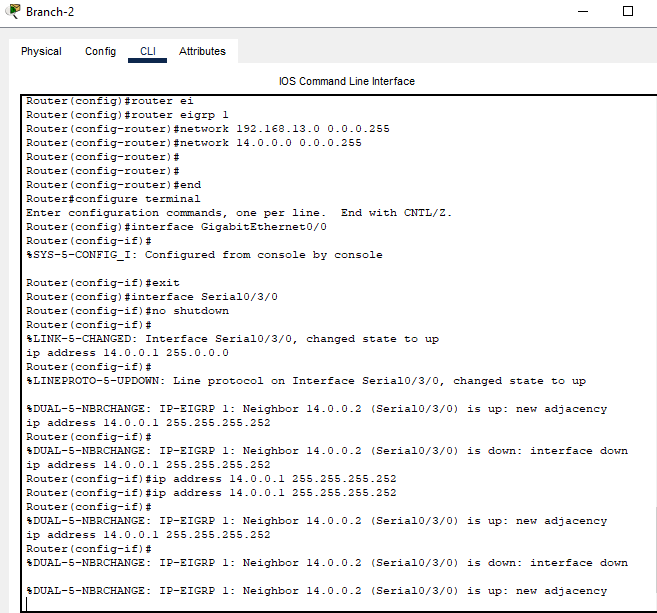 Branch-2
Physical Config CLI Attributes
IOS Command Line Interface
Router(config)#router ei
Router(config)#router eigrp 1
Router(config-router)#network 192.168.13.0 0.0.0.255
Router(config-router)#network 14.0.0.0 0.0.0.255
Router(config-router)#
Router(config-router)#
Router(config-router)#end
Router#configure terminal
Enter configuration commands, one per line.  End with CNTL/Z.
Router(config)#interface GigabitEthernet0/0
Router(config-if)#
%SYS-5-CONFIG_I: Configured from console by console
Router(config-if)#exit
Router(config)#interface Serial0/3/0
Router(config-if)#no shutdown
Router(config-if)#
%LINK-5-CHANGED: Interface Serial0/3/0, changed state to up
ip address 14.0.0.1 255.0.0.0
Router(config-if)#
%LINEPROTO-5-UPDOWN: Line protocol on Interface Serial0/3/0, changed state to up
%DUAL-5-NBRCHANGE: IP-EIGRP 1: Neighbor 14.0.0.2 (Serial0/3/0) is up: new adjacency
ip address 14.0.0.1 255.255.255.252
Router(config-if)#
%DUAL-5-NBRCHANGE: IP-EIGRP 1: Neighbor 14.0.0.2 (Serial0/3/0) is down: interface down
ip address 14.0.0.1 255.255.255.252
Router(config-if)#ip address 14.0.0.1 255.255.255.252
Router(config-if)#ip address 14.0.0.1 255.255.255.252
Router(config-if)#
%DUAL-5-NBRCHANGE: IP-EIGRP 1: Neighbor 14.0.0.2 (Serial0/3/0) is up: new adjacency
ip address 14.0.0.1 255.255.255.252
Router(config-if)#
%DUAL-5-NBRCHANGE: IP-EIGRP 1: Neighbor 14.0.0.2 (Serial0/3/0) is down: interface down
%DUAL-5-NBRCHANGE: IP-EIGRP 1: Neighbor 14.0.0.2 (Serial0/3/0) is up: new adjacency